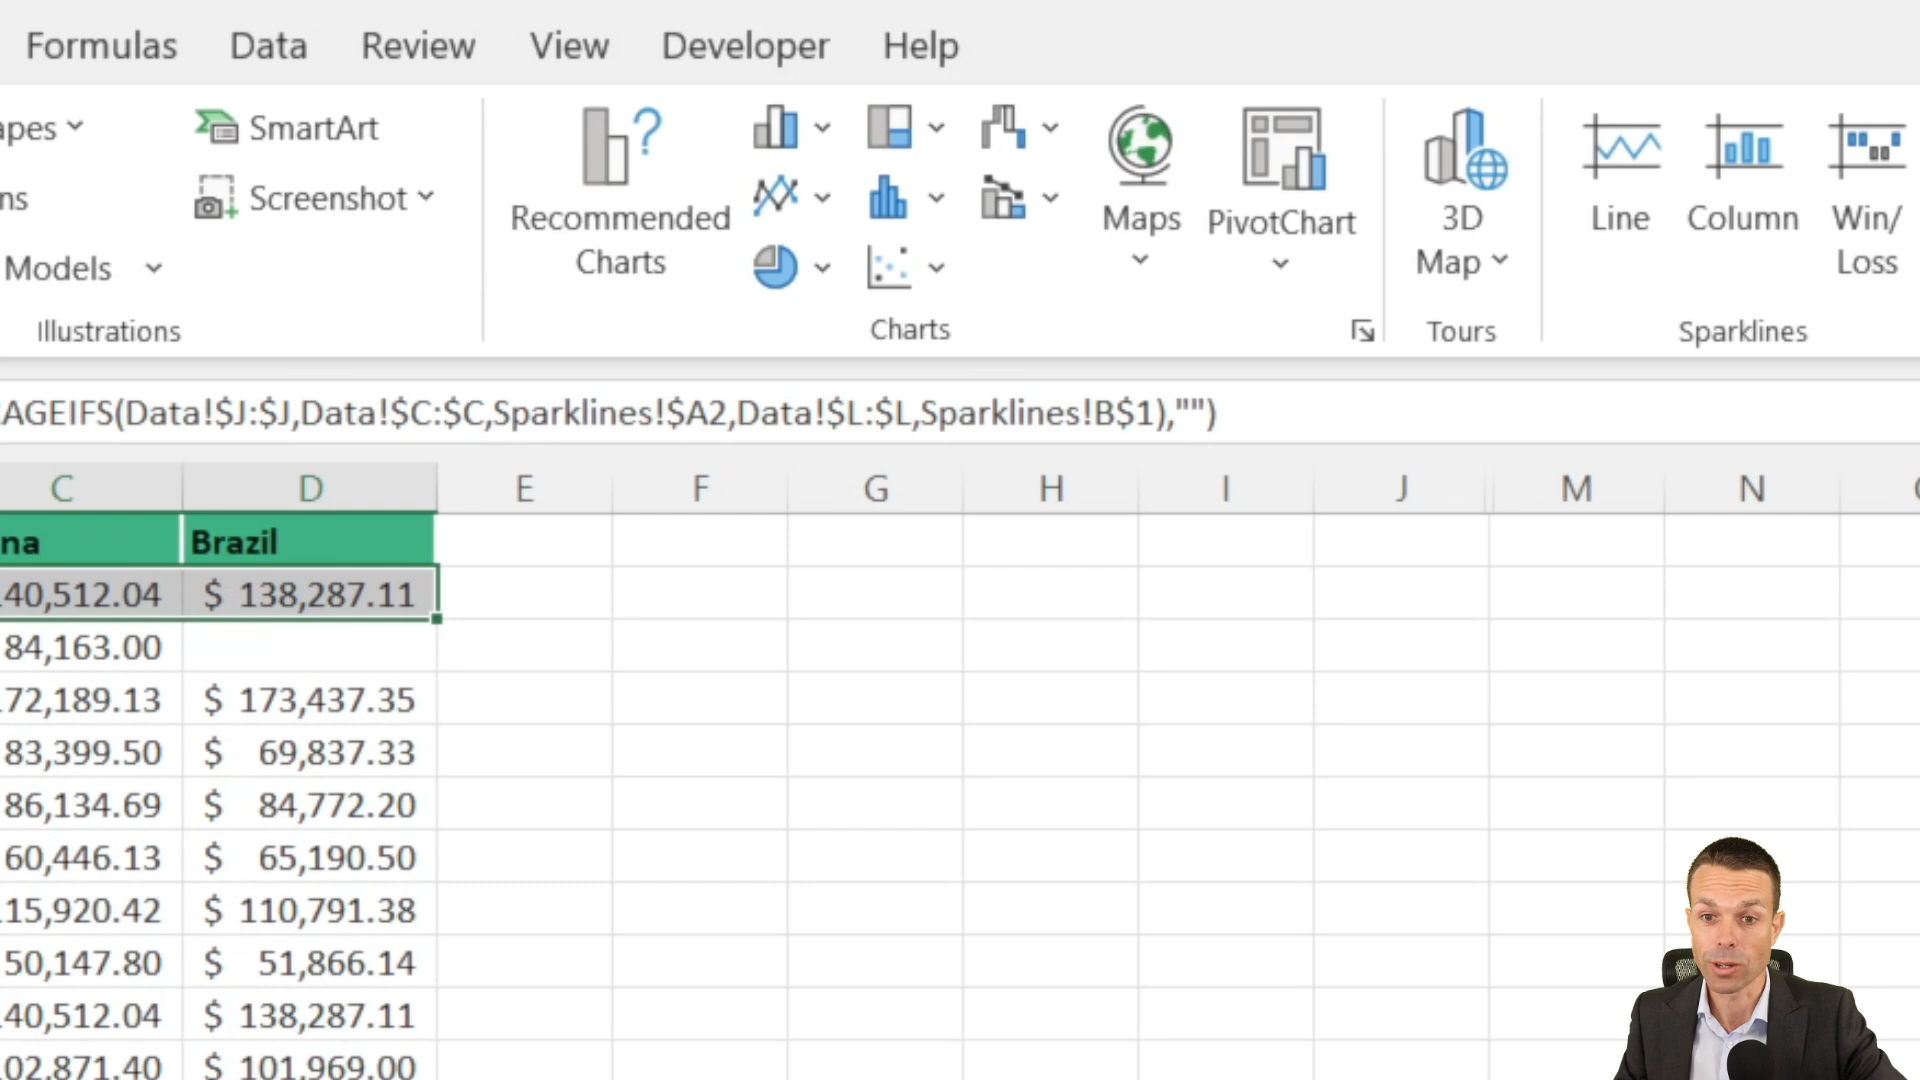 Formulas Data Review View Developer Help
apes SmartArt
ns Screenshot
Models
Illustrations
Recommended
Charts
Maps
PivotChart
Charts
3D
Map
Tours
Line
Column
Win/
Loss
Sparklines
AGEIFS(Data!$J:$J,Data!$C:$C,Sparklines!$A2,Data!$L:$L,Sparklines!B$1),"")
C D E F G H I J M N
na Brazil
40,512.04 $ 138,287.11
84,163.00
72,189.13 $ 173,437.35
83,399.50 $ 69,837.33
86,134.69 $ 84,772.20
60,446.13 $ 65,190.50
15,920.42 $ 110,791.38
50,147.80 $ 51,866.14
40,512.04 $ 138,287.11
02,871.40 $ 101,969.00